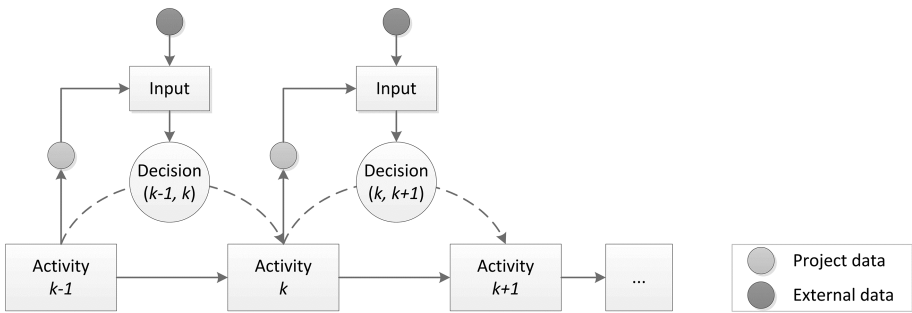 Input
Input
Decision
(k-1, k)
Decision
(k, k+1)
Activity
k-1
Activity
k
Activity
k+1
...
Project data
External data